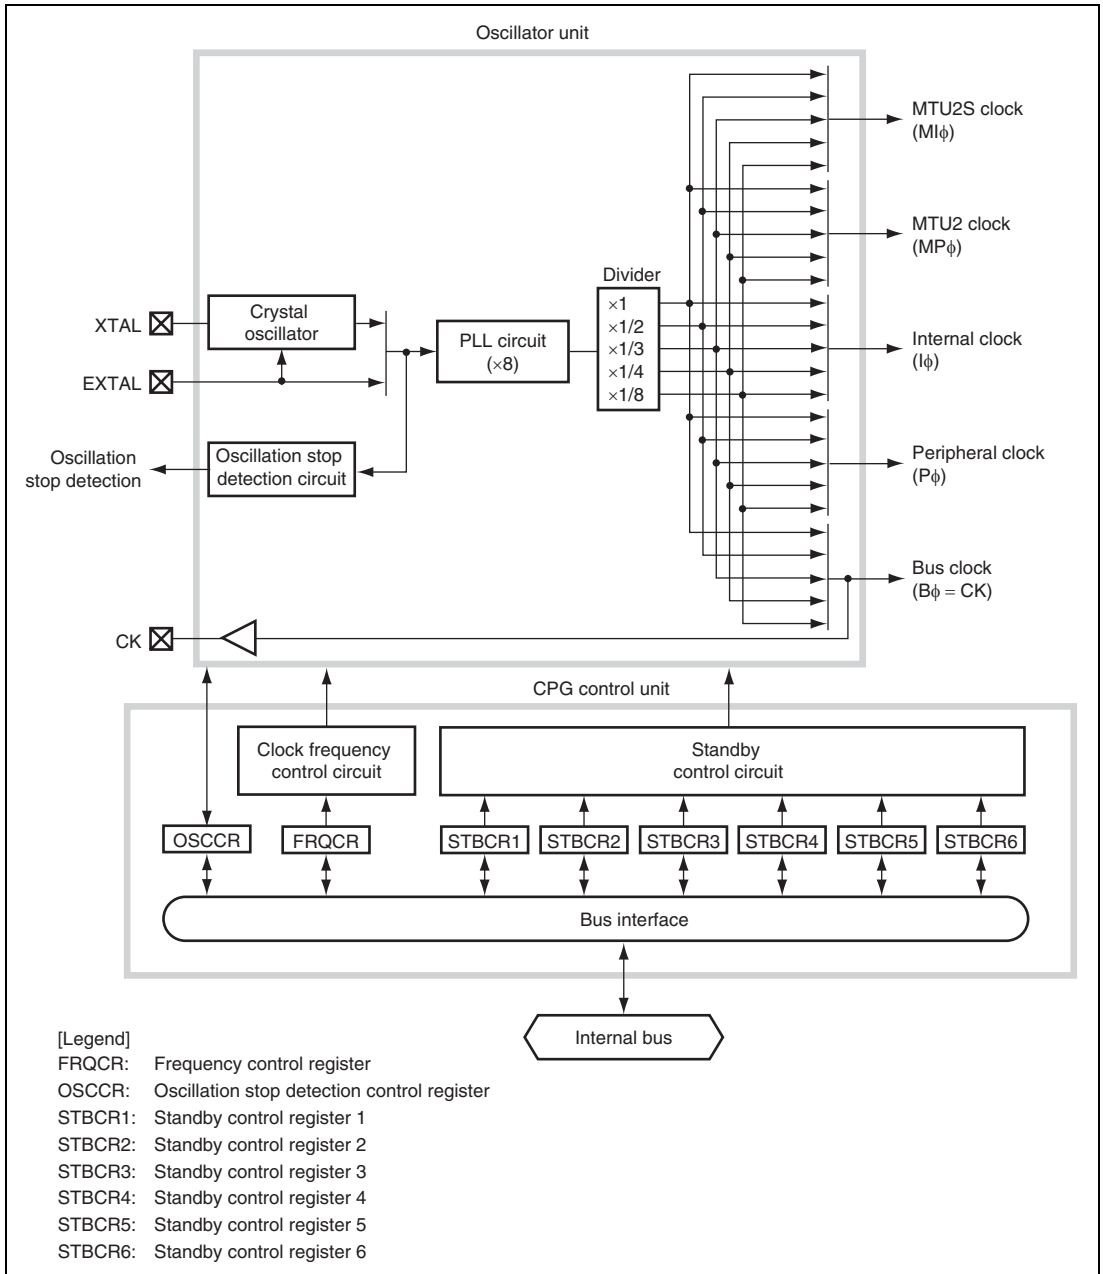 Oscillator unit
MTU2S clock
(MIϕ)
MTU2 clock
(MPϕ)
Divider
×1
×1/2
×1/3
×1/4
×1/8
XTAL
Crystal
oscillator
PLL circuit
(×8)
Internal clock
(Iϕ)
EXTAL
Oscillation
stop detection
Oscillation stop
detection circuit
Peripheral clock
(Pϕ)
Bus clock
(Bϕ = CK)
CK
CPG control unit
Clock frequency
control circuit
Standby
control circuit
OSCCR
FRQCR
STBCR1
STBCR2
STBCR3
STBCR4
STBCR5
STBCR6
Bus interface
Internal bus
[Legend]
FRQCR: Frequency control register
OSCCR: Oscillation stop detection control register
STBCR1: Standby control register 1
STBCR2: Standby control register 2
STBCR3: Standby control register 3
STBCR4: Standby control register 4
STBCR5: Standby control register 5
STBCR6: Standby control register 6